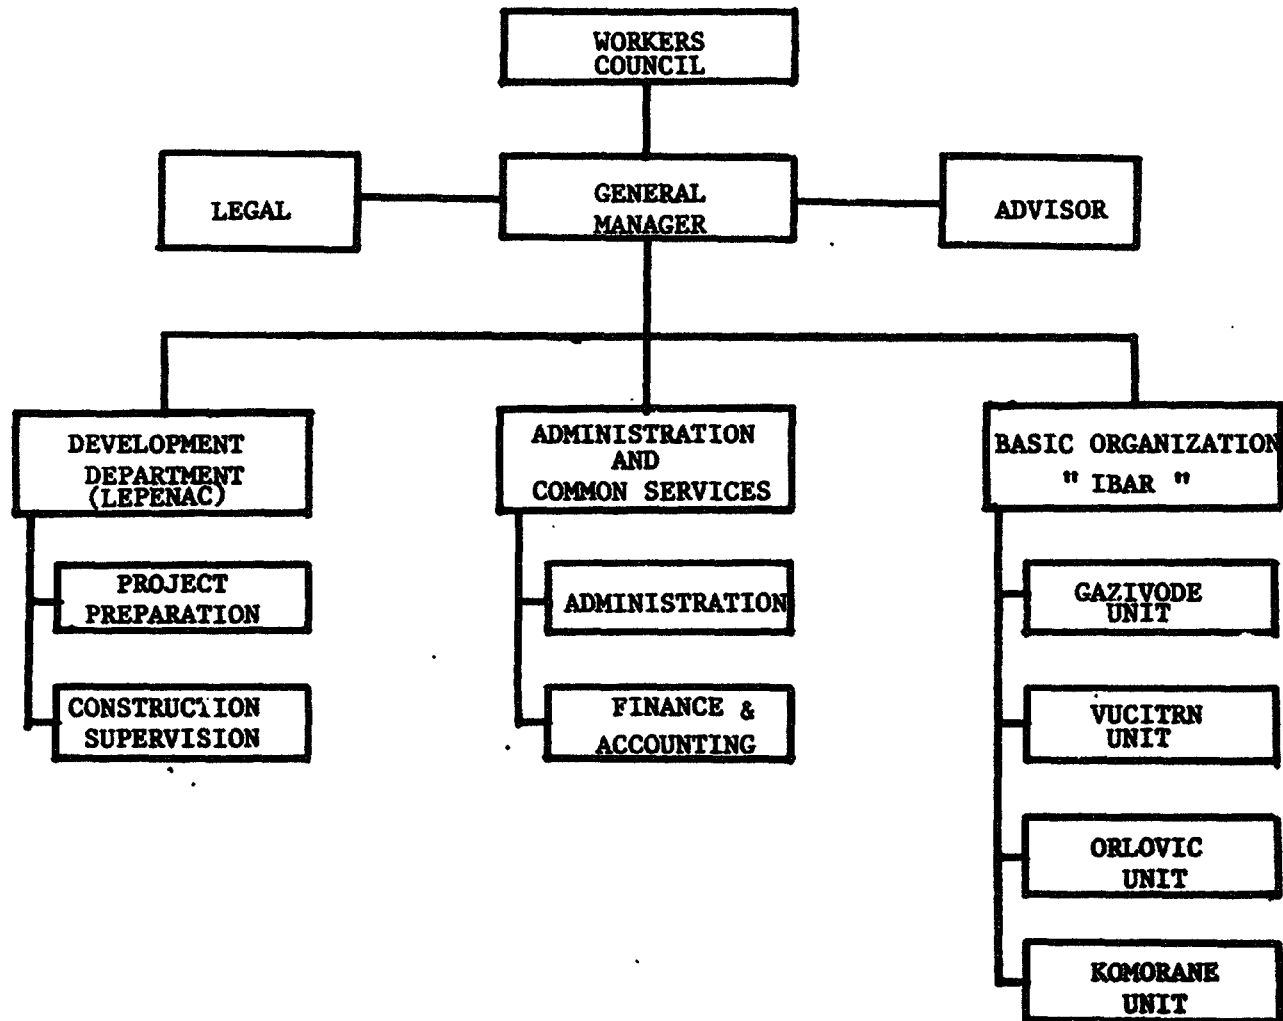 WORKERS
COUNCIL
LEGAL
GENERAL
MANAGER
ADVISOR
DEVELOPMENT
DEPARTMENT
(LEPENAC)
ADMINISTRATION
AND
COMMON SERVICES
BASIC ORGANIZATION
" IBAR "
PROJECT
PREPARATION
ADMINISTRATION
GAZIVODE
UNIT
CONSTRUCTION
SUPERVISION
FINANCE &
ACCOUNTING
VUCITRN
UNIT
ORLOVIC
UNIT
KOMORANE
UNIT